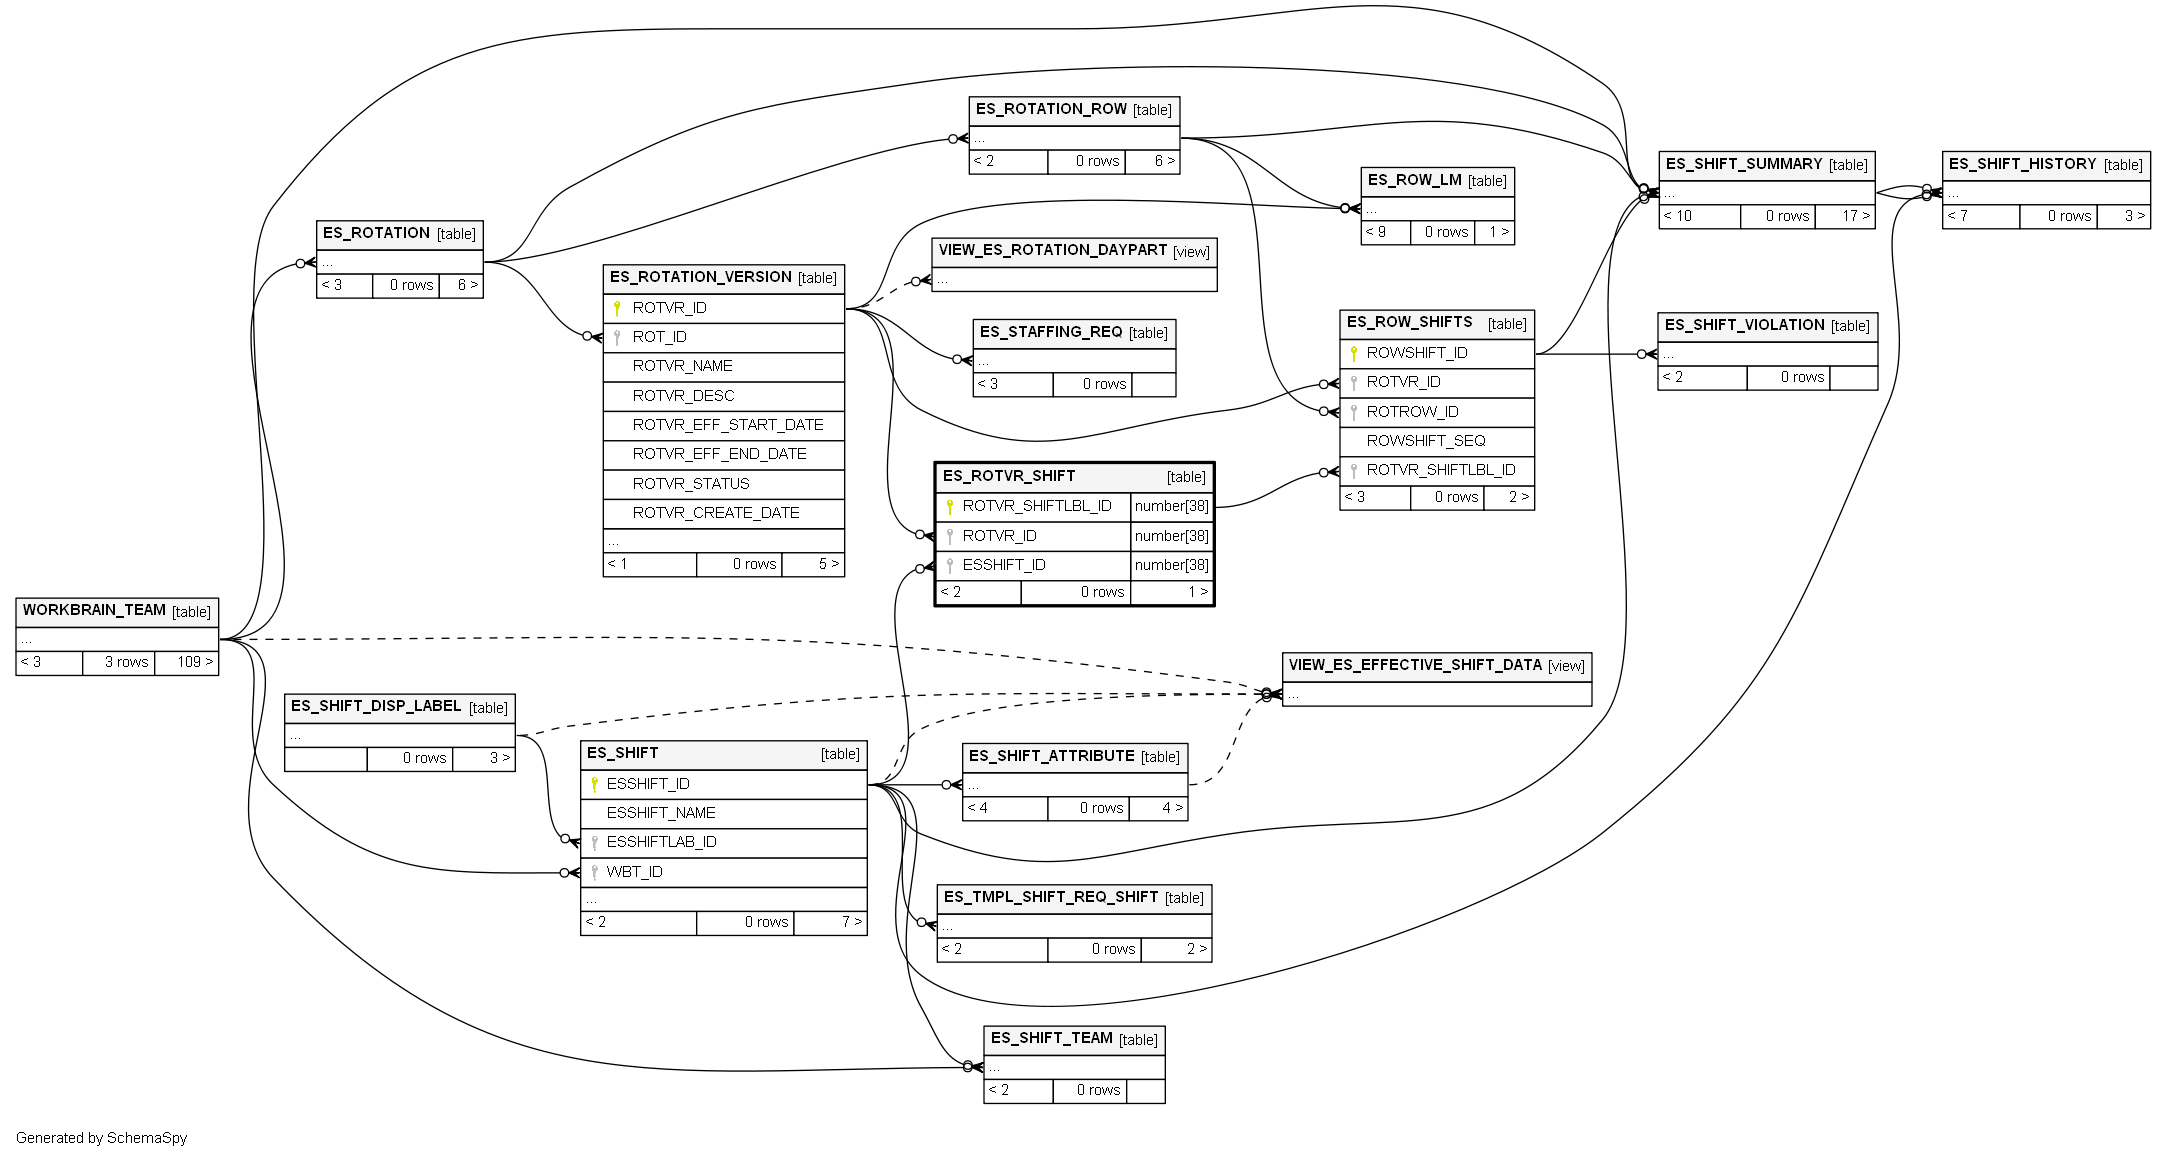 ES_ROTATION_ROW [table]
...
< 2 0 rows 6 >
ES_ROW_LM [table]
...
< 9 0 rows 1 >
ES_SHIFT_SUMMARY [table]
...
< 10 0 rows 17 >
ES_SHIFT_HISTORY [table]
...
< 7 0 rows 3 >
ES_ROTATION [table]
...
< 3 0 rows 6 >
VIEW_ES_ROTATION_DAYPART [view]
...
ES_ROTATION_VERSION [table]
ROTVR_ID
ROT_ID
ROTVR_NAME
ROTVR_DESC
ROTVR_EFF_START_DATE
ROTVR_EFF_END_DATE
ROTVR_STATUS
ROTVR_CREATE_DATE
...
< 1 0 rows 5 >
ES_STAFFING_REQ [table]
...
< 3 0 rows
ES_ROW_SHIFTS [table]
ROWSHIFT_ID
ROTVR_ID
ROTROW_ID
ROWSHIFT_SEQ
ROTVR_SHIFTLBL_ID
< 3 0 rows 2 >
ES_SHIFT_VIOLATION [table]
...
< 2 0 rows
ES_ROTVR_SHIFT [table]
ROTVR_SHIFTLBL_ID number[38]
ROTVR_ID number[38]
ESSHIFT_ID number[38]
< 2 0 rows 1 >
WORKBRAIN_TEAM [table]
...
< 3 3 rows 109 >
VIEW_ES_EFFECTIVE_SHIFT_DATA [view]
...
ES_SHIFT_DISP_LABEL [table]
...
0 rows 3 >
ES_SHIFT [table]
ESSHIFT_ID
ESSHIFT_NAME
ESSHIFTLAB_ID
WBT_ID
...
< 2 0 rows 7 >
ES_SHIFT_ATTRIBUTE [table]
...
< 4 0 rows 4 >
ES_TMPL_SHIFT_REQ_SHIFT [table]
...
< 2 0 rows 2 >
ES_SHIFT_TEAM [table]
...
< 2 0 rows
Generated by SchemaSpy